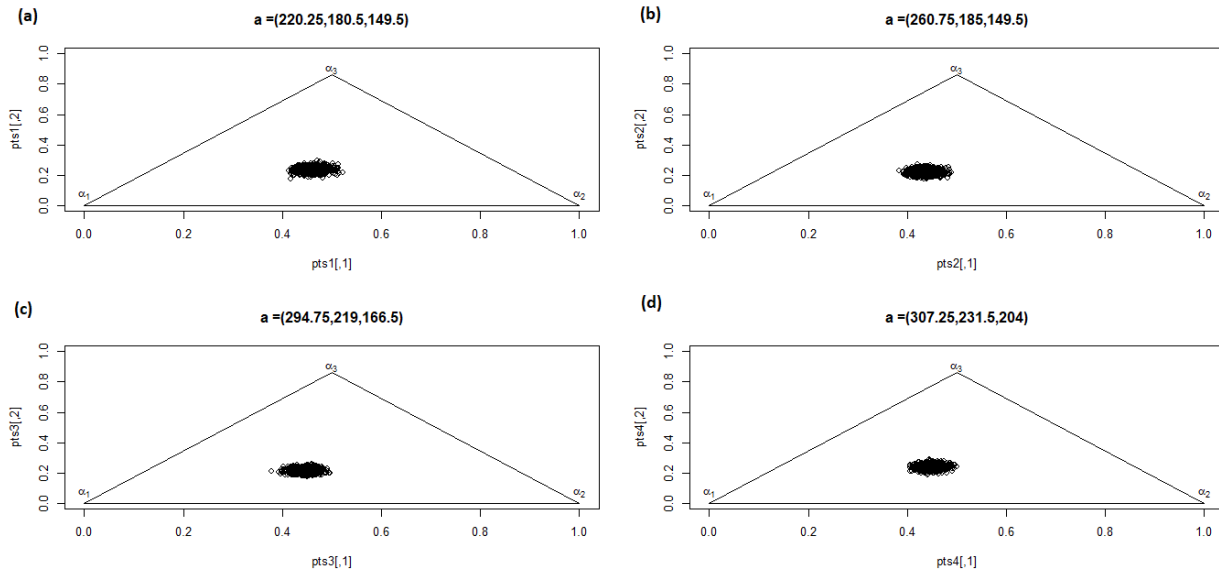 (a)
a =(220.25,180.5,149.5)
pts1[,2]
0.0 0.2 0.4 0.6 0.8 1.0
α3
α1
α2
0.0 0.2 0.4 0.6 0.8 1.0
pts1[,1]
(b)
a =(260.75,185,149.5)
pts2[,2]
0.0 0.2 0.4 0.6 0.8 1.0
α3
α1
α2
0.0 0.2 0.4 0.6 0.8 1.0
pts2[,1]
(c)
a =(294.75,219,166.5)
pts3[,2]
0.0 0.2 0.4 0.6 0.8 1.0
α3
α1
α2
0.0 0.2 0.4 0.6 0.8 1.0
pts3[,1]
(d)
a =(307.25,231.5,204)
pts4[,2]
0.0 0.2 0.4 0.6 0.8 1.0
α3
α1
α2
0.0 0.2 0.4 0.6 0.8 1.0
pts4[,1]